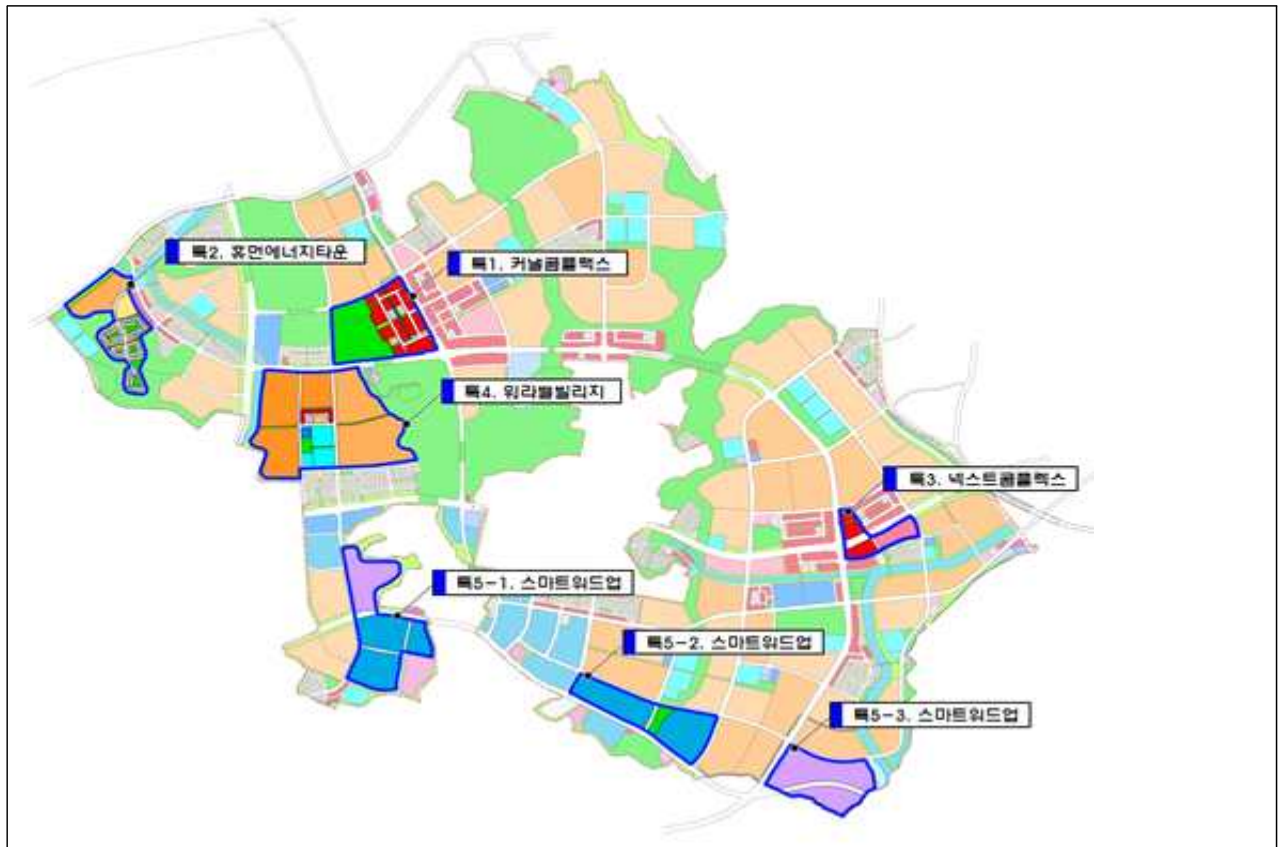 특2. 휴먼에너지타운
특1. 커널콤플렉스
특4. 워라밸빌리지
특3. 넥스트콤플렉스
특5-1. 스마트워드업
특5-2. 스마트워드업
특5-3. 스마트워드업